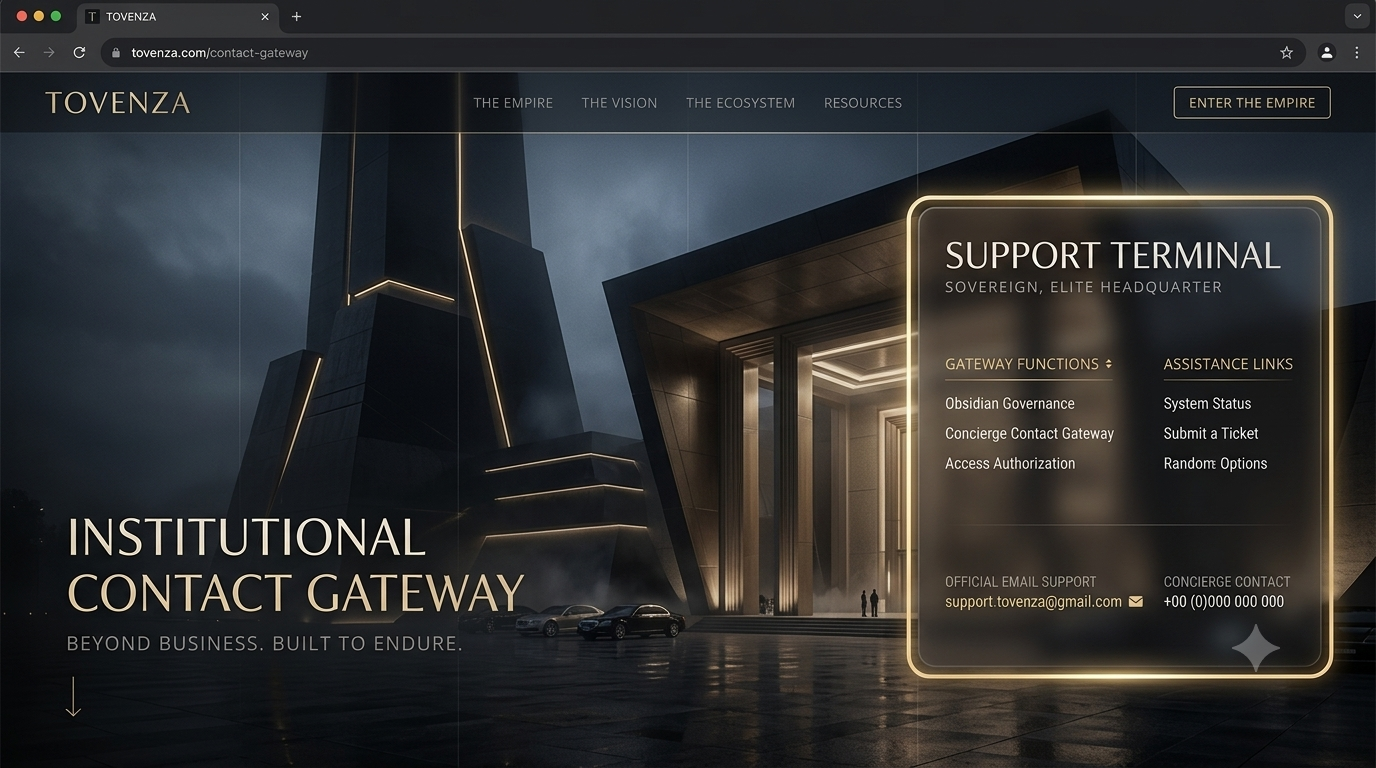 TOVENZA
tovenza.com/contact-gateway
TOVENZA
THE EMPIRE
THE VISION
THE ECOSYSTEM
RESOURCES
ENTER THE EMPIRE
INSTITUTIONAL
CONTACT GATEWAY
BEYOND BUSINESS. BUILT TO ENDURE.
SUPPORT TERMINAL
SOVEREIGN, ELITE HEADQUARTER
GATEWAY FUNCTIONS
Obsidian Governance
Concierge Contact Gateway
Access Authorization
ASSISTANCE LINKS
System Status
Submit a Ticket
Random Options
OFFICIAL EMAIL SUPPORT
support.tovenza@gmail.com
CONCIERGE CONTACT
+00 (0)000 000 000